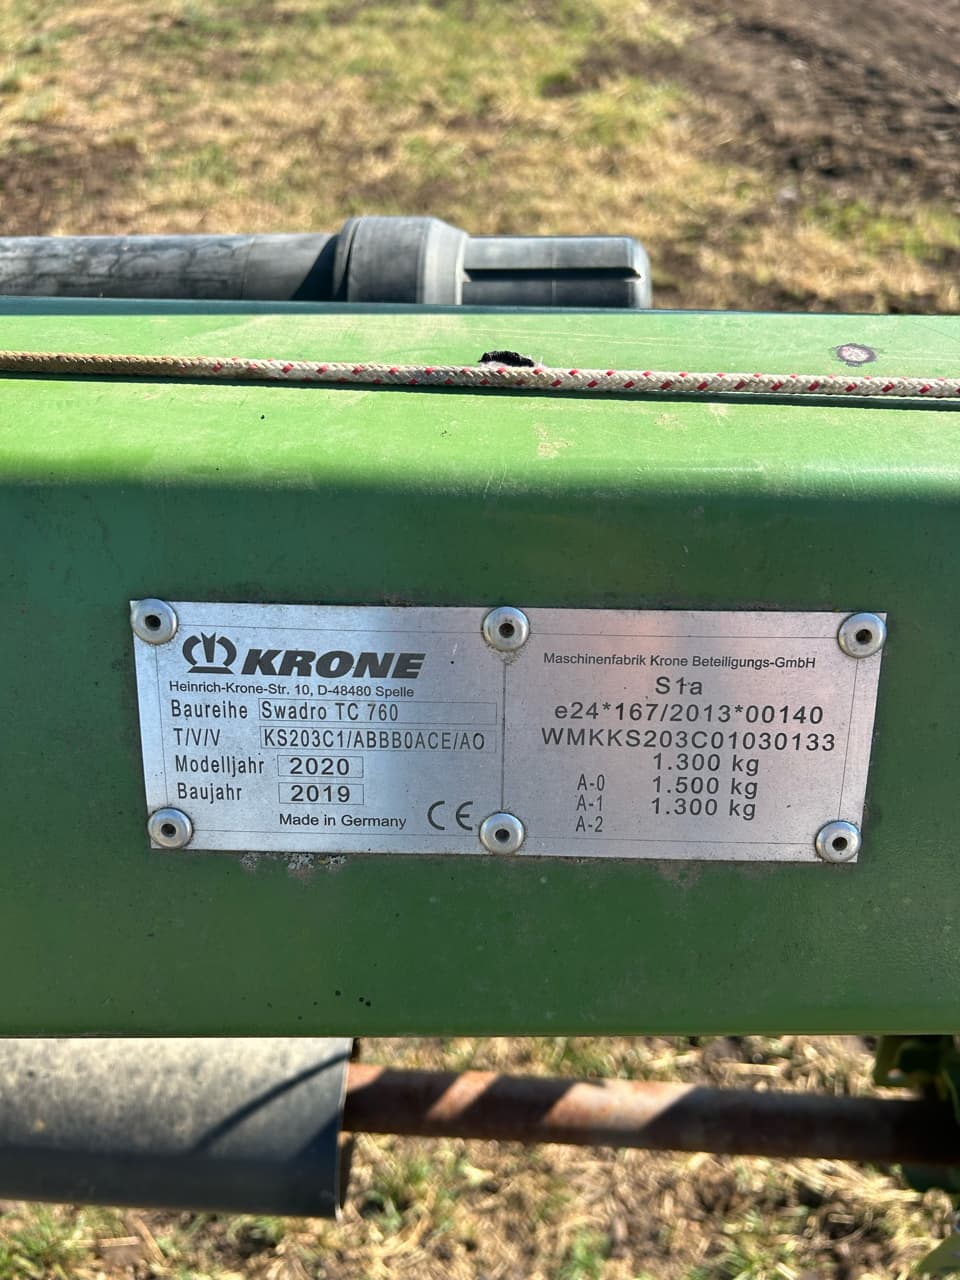 KRONE
Heinrich-Krone-Str. 10, D-48480 Spelle
Baureihe Swadro TC 760
T/V/V KS203C1/ABBB0ACE/AO
Modelljahr 2020
Baujahr 2019
Made in Germany CE
Maschinenfabrik Krone Beteiligungs-GmbH
S1a
e24*167/2013*00140
WMKKS203C01030133
1.300 kg
A-0 1.500 kg
A-1 1.300 kg
A-2